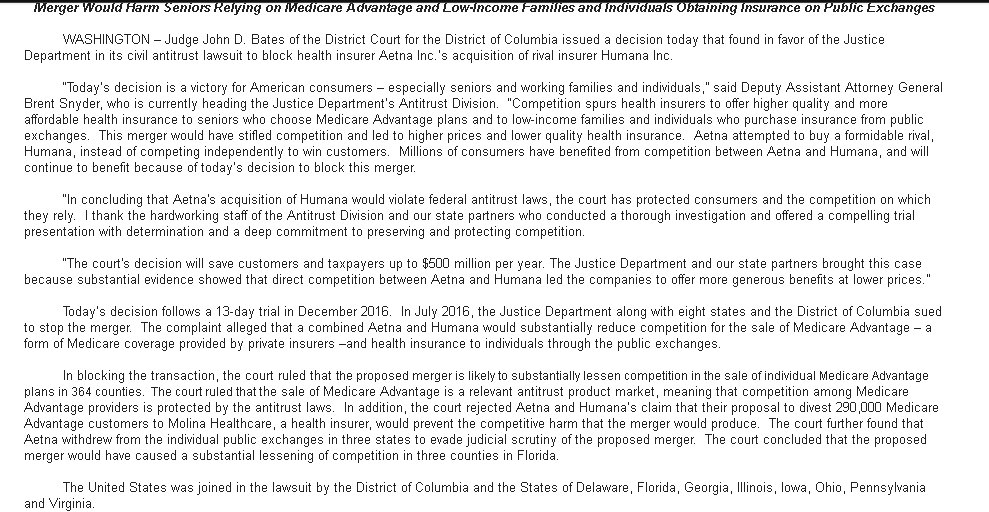 Merger Would Harm Seniors Relying on Medicare Advantage and Low-Income Families and Individuals Obtaining Insurance on Public Exchanges
WASHINGTON – Judge John D. Bates of the District Court for the District of Columbia issued a decision today that found in favor of the Justice
Department in its civil antitrust lawsuit to block health insurer Aetna Inc.'s acquisition of rival insurer Humana Inc.
"Today's decision is a victory for American consumers – especially seniors and working families and individuals," said Deputy Assistant Attorney General
Brent Snyder, who is currently heading the Justice Department's Antitrust Division.  "Competition spurs health insurers to offer higher quality and more
affordable health insurance to seniors who choose Medicare Advantage plans and to low-income families and individuals who purchase insurance from public
exchanges.  This merger would have stifled competition and led to higher prices and lower quality health insurance.  Aetna attempted to buy a formidable rival,
Humana, instead of competing independently to win customers.  Millions of consumers have benefited from competition between Aetna and Humana, and will
continue to benefit because of today's decision to block this merger.
"In concluding that Aetna's acquisition of Humana would violate federal antitrust laws, the court has protected consumers and the competition on which
they rely.  I thank the hardworking staff of the Antitrust Division and our state partners who conducted a thorough investigation and offered a compelling trial
presentation with determination and a deep commitment to preserving and protecting competition.
"The court's decision will save customers and taxpayers up to $500 million per year. The Justice Department and our state partners brought this case
because substantial evidence showed that direct competition between Aetna and Humana led the companies to offer more generous benefits at lower prices."
Today's decision follows a 13-day trial in December 2016.  In July 2016, the Justice Department along with eight states and the District of Columbia sued
to stop the merger.  The complaint alleged that a combined Aetna and Humana would substantially reduce competition for the sale of Medicare Advantage – a
form of Medicare coverage provided by private insurers –and health insurance to individuals through the public exchanges.
In blocking the transaction, the court ruled that the proposed merger is likely to substantially lessen competition in the sale of individual Medicare Advantage
plans in 364 counties.  The court ruled that the sale of Medicare Advantage is a relevant antitrust product market, meaning that competition among Medicare
Advantage providers is protected by the antitrust laws.  In addition, the court rejected Aetna and Humana's claim that their proposal to divest 290,000 Medicare
Advantage customers to Molina Healthcare, a health insurer, would prevent the competitive harm that the merger would produce.  The court further found that
Aetna withdrew from the individual public exchanges in three states to evade judicial scrutiny of the proposed merger.  The court concluded that the proposed
merger would have caused a substantial lessening of competition in three counties in Florida.
The United States was joined in the lawsuit by the District of Columbia and the States of Delaware, Florida, Georgia, Illinois, Iowa, Ohio, Pennsylvania
and Virginia.